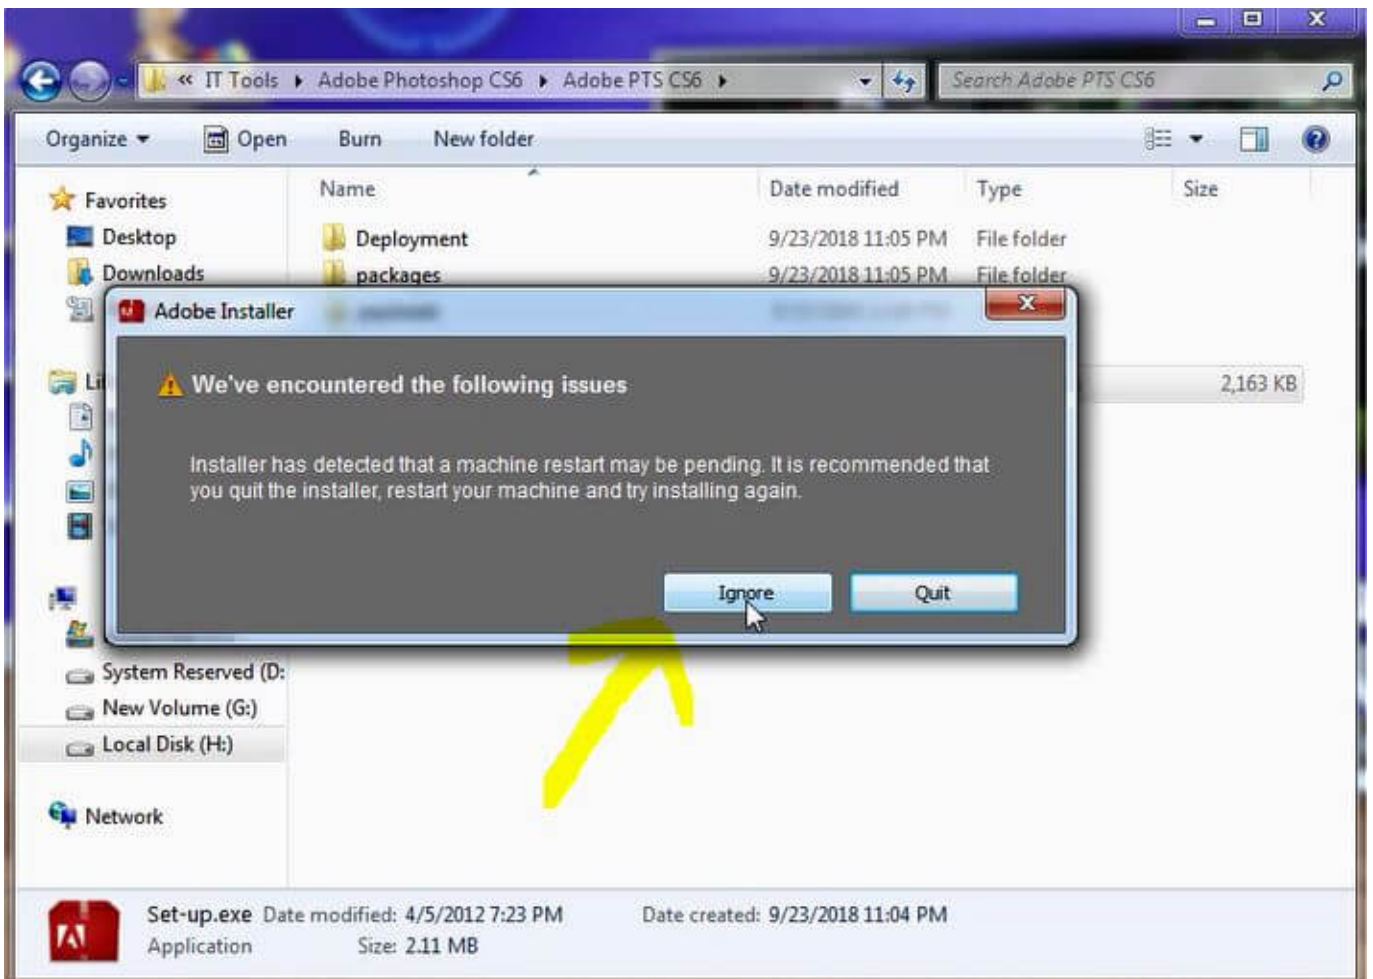 « IT Tools Adobe Photoshop CS6 Adobe PTS CS6 Search Adobe PTS CS6
Organize Open Burn New folder
Name Date modified Type Size
Favorites
Desktop Deployment 9/23/2018 11:05 PM File folder
Downloads packages 9/23/2018 11:05 PM File folder
Adobe Installer
We've encountered the following issues
Li 2,163 KB
Installer has detected that a machine restart may be pending. It is recommended that
you quit the installer, restart your machine and try installing again.
Ignore Quit
System Reserved (D:
New Volume (G:)
Local Disk (H:)
Network
Set-up.exe Date modified: 4/5/2012 7:23 PM Date created: 9/23/2018 11:04 PM
Application Size: 2.11 MB